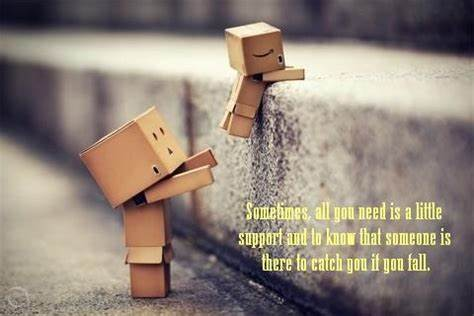 Sometimes, all you need is a little
support and to know that someone is
there to catch you if you fall.